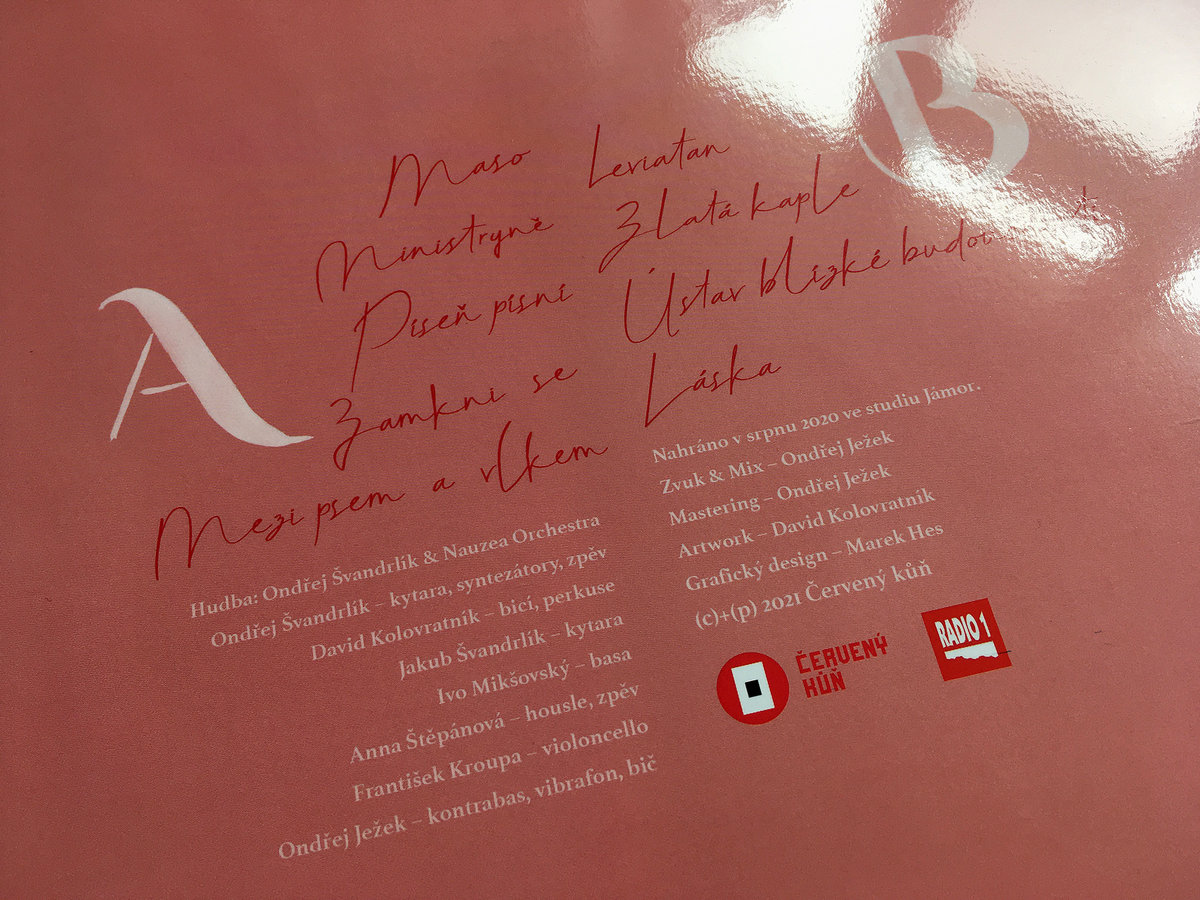 A
Maso
Ministryně
Píseň písní
Zamkni se
Mezi psem a vlkem
B
Leviatan
Zlatá kaple
Ústav blízké
Láska
Hudba: Ondřej Švandrlík & Nauzea Orchestra
Ondřej Švandrlík – kytara, syntezátory, zpěv
David Kolovratník – bicí, perkuse
Jakub Švandrlík – kytara
Ivo Mikšovský – basa
Anna Štěpánová – housle, zpěv
František Kroupa – violoncello
Ondřej Ježek – kontrabas, vibrafon, bič
Nahráno v srpnu 2020 ve studiu Jámor.
Zvuk & Mix – Ondřej Ježek
Mastering – Ondřej Ježek
Artwork – David Kolovratník
Grafický design – Marek Hes
(c)+(p) 2021 Červený kůň
ČERVENÝ
KŮŇ
RADIO 1